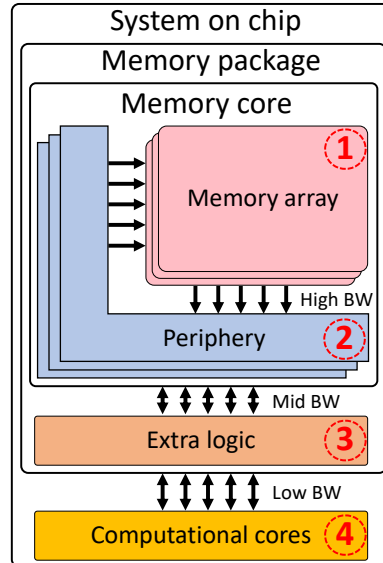 System on chip
Memory package
Memory core
1
Memory array
High BW
Periphery
2
Mid BW
Extra logic
3
Low BW
Computational cores
4